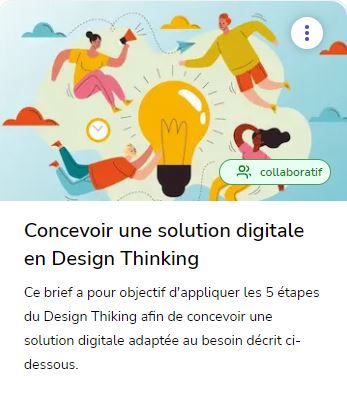 collaboratif
Concevoir une solution digitale
en Design Thinking
Ce brief a pour objectif d'appliquer les 5 étapes
du Design Thiking afin de concevoir une
solution digitale adaptée au besoin décrit ci-
dessous.